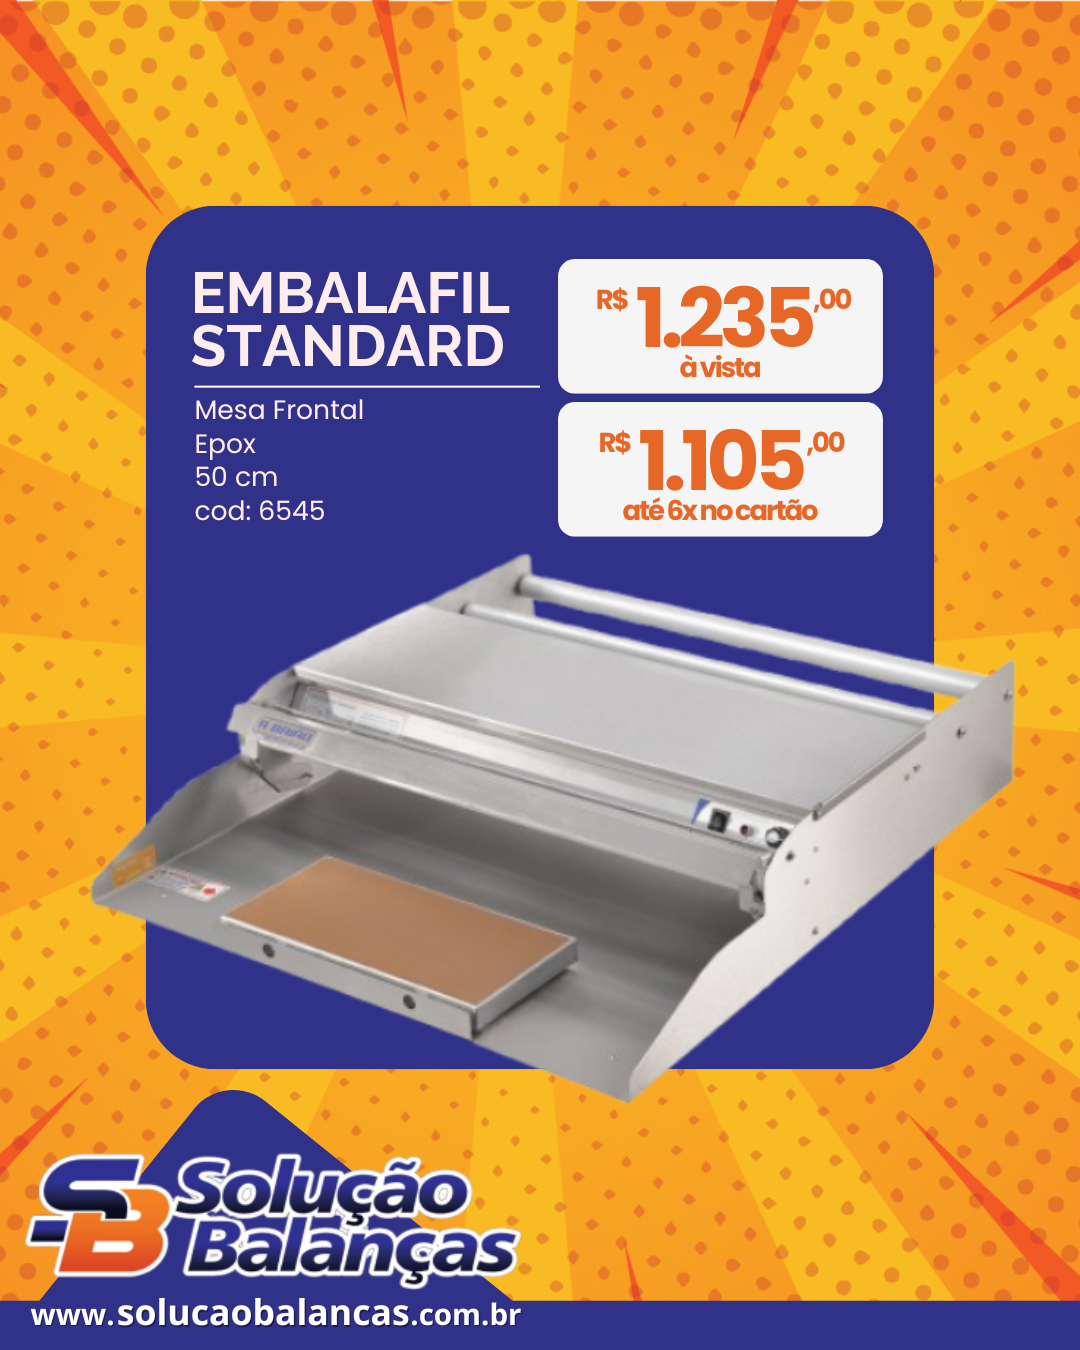 EMBALAFIL
STANDARD
Mesa Frontal
Epox
50 cm
cod: 6545
R$ 1.235,00
à vista
R$ 1.105,00
até 6x no cartão
SB Solução
Balanças
www.solucaobalancas.com.br